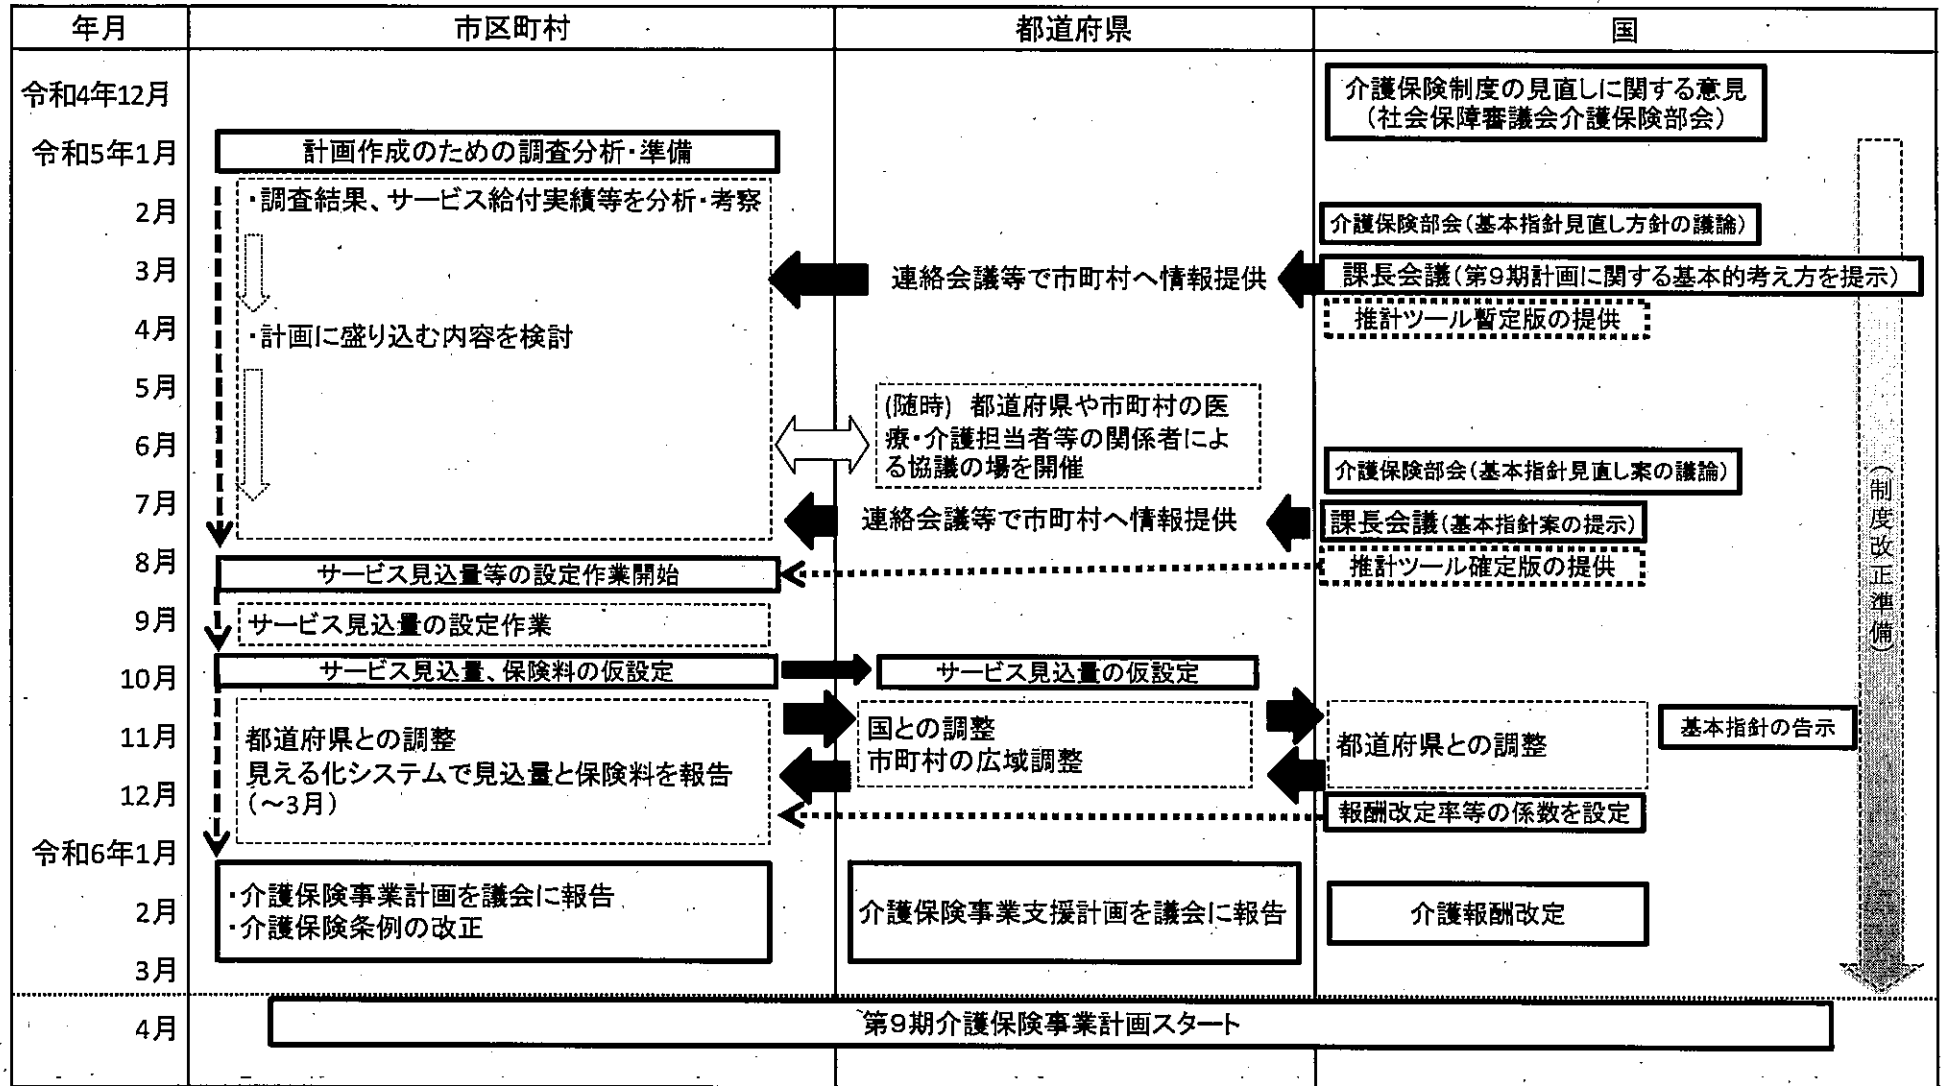 年月
市区町村
都道府県
国
令和4年12月
介護保険制度の見直しに関する意見
（社会保障審議会介護保険部会）
令和5年1月
計画作成のための調査分析・準備
・調査結果、サービス給付実績等を分析・考察
2月
介護保険部会（基本指針見直し方針の議論）
3月
連絡会議等で市町村へ情報提供
課長会議（第９期計画に関する基本的考え方を提示）
推計ツール暫定版の提供
4月
・計画に盛り込む内容を検討
5月
(随時)　都道府県や市町村の医
療・介護担当者等の関係者によ
る協議の場を開催
6月
介護保険部会（基本指針見直し案の議論）
7月
連絡会議等で市町村へ情報提供
課長会議（基本指針案の提示）
8月
サービス見込量等の設定作業開始
推計ツール確定版の提供
9月
サービス見込量の設定作業
（制度改正準備）
10月
サービス見込量、保険料の仮設定
サービス見込量の仮設定
11月
都道府県との調整
見える化システムで見込量と保険料を報告
（～3月）
国との調整
市町村の広域調整
都道府県との調整
基本指針の告示
12月
報酬改定率等の係数を設定
令和6年1月
・介護保険事業計画を議会に報告
・介護保険条例の改正
2月
介護保険事業支援計画を議会に報告
介護報酬改定
3月
4月
第９期介護保険事業計画スタート